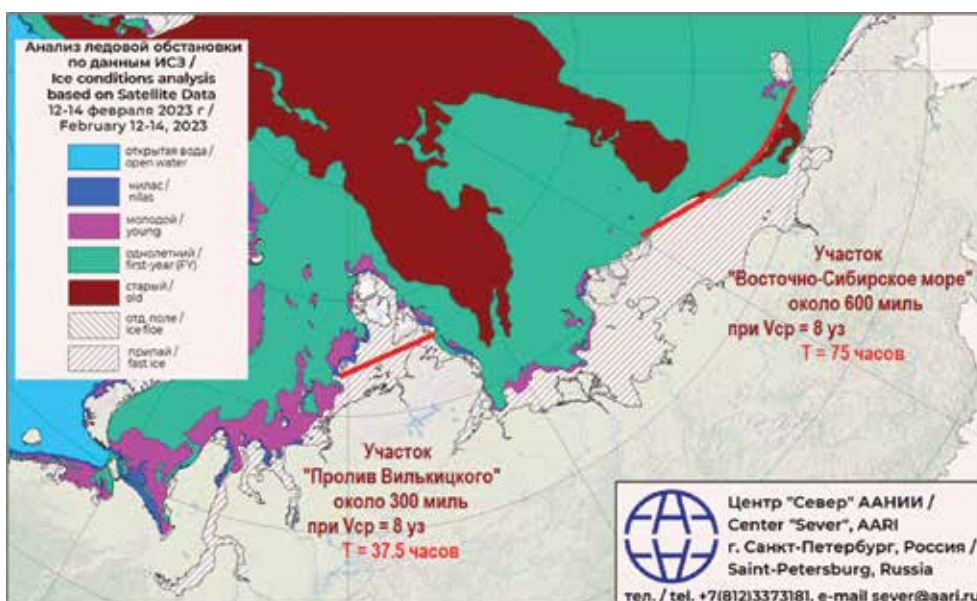 Анализ ледовой обстановки
по данным ИСЗ /
Ice conditions analysis
based on Satellite Data
12-14 февраля 2023 г /
February 12-14, 2023
открытая вода /
open water
нилас /
nilas
молодой /
young
однолетний /
first-year (FY)
старый /
old
отд. поле /
ice floe
припай /
fast ice
Участок
"Восточно-Сибирское море"
около 600 миль
при Vср = 8 уз
T = 75 часов
Участок
"Пролив Вилькицкого"
около 300 миль
при Vср = 8 уз
T = 37.5 часов
Центр "Север" ААНИИ /
Center "Sever", AARI
г. Санкт-Петербург, Россия /
Saint-Petersburg, Russia
тел. / tel. +7(812)3373181, e-mail sever@aari.ru